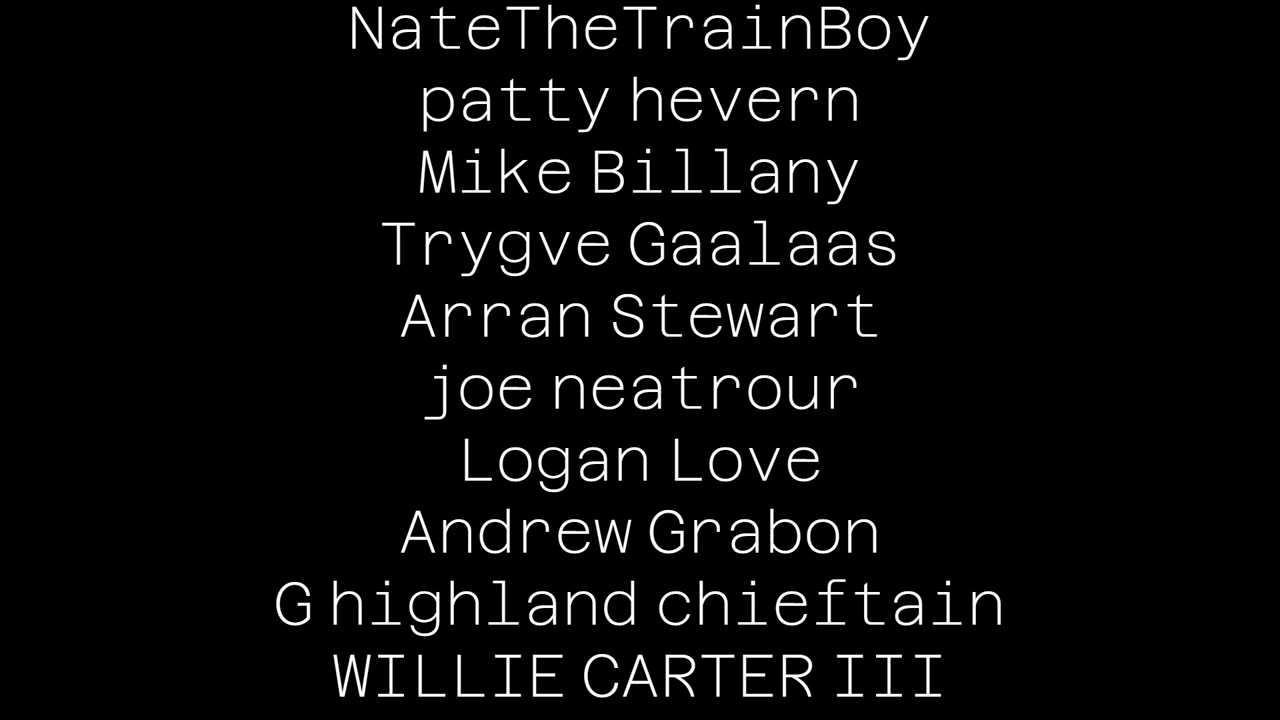 NateTheTrainBoy
patty hevern
Mike Billany
Trygve Gaalaas
Arran Stewart
joe neatrour
Logan Love
Andrew Grabon
G highland chieftain
WILLIE CARTER III